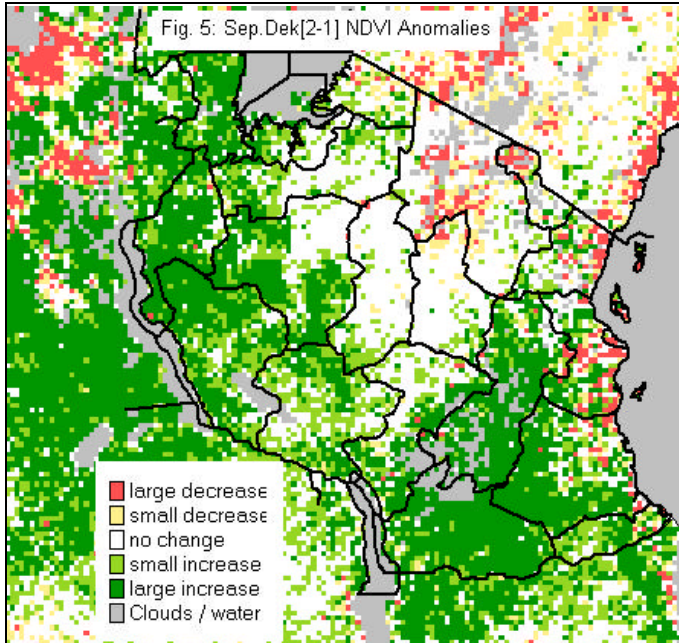 Fig. 5: Sep.Dek[2-1] NDVI Anomalies
large decrease
small decrease
no change
small increase
large increase
Clouds / water